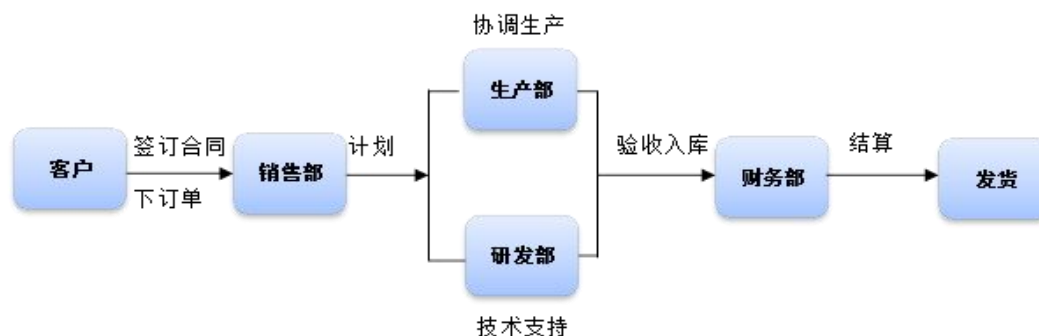 协调生产
生产部
客户
签订合同
下订单
销售部
计划
验收入库
财务部
结算
发货
研发部
技术支持